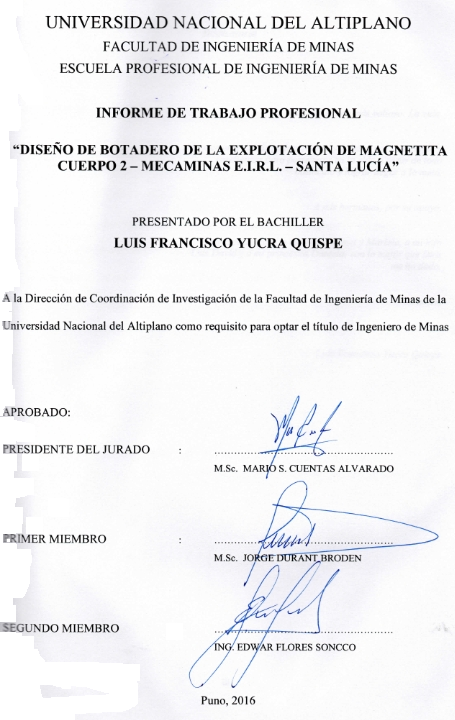 UNIVERSIDAD NACIONAL DEL ALTIPLANO
FACULTAD DE INGENIERÍA DE MINAS
ESCUELA PROFESIONAL DE INGENIERÍA DE MINAS
INFORME DE TRABAJO PROFESIONAL
“DISEÑO DE BOTADERO DE LA EXPLOTACIÓN DE MAGNETITA
CUERPO 2 – MECAMINAS E.I.R.L. – SANTA LUCÍA”
PRESENTADO POR EL BACHILLER
LUIS FRANCISCO YUCRA QUISPE
A la Dirección de Coordinación de Investigación de la Facultad de Ingeniería de Minas de la
Universidad Nacional del Altiplano como requisito para optar el título de Ingeniero de Minas
APROBADO:
PRESIDENTE DEL JURADO :
M.Sc. MARIO S. CUENTAS ALVARADO
PRIMER MIEMBRO :
M.Sc. JORGE DURANT BRODEN
SEGUNDO MIEMBRO
ING. EDWAR FLORES SONCCO
Puno, 2016